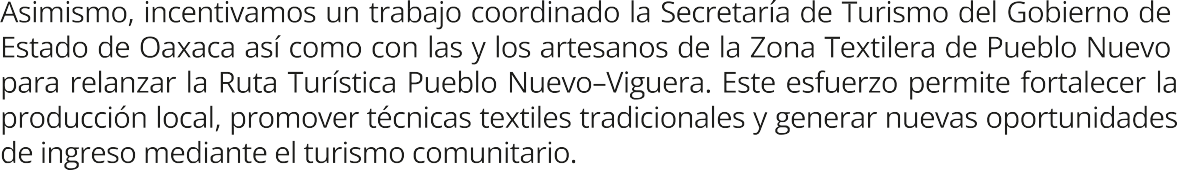 Asimismo, incentivamos un trabajo coordinado la Secretaría de Turismo del Gobierno de
Estado de Oaxaca así como con las y los artesanos de la Zona Textilera de Pueblo Nuevo
para relanzar la Ruta Turística Pueblo Nuevo–Viguera. Este esfuerzo permite fortalecer la
producción local, promover técnicas textiles tradicionales y generar nuevas oportunidades
de ingreso mediante el turismo comunitario.